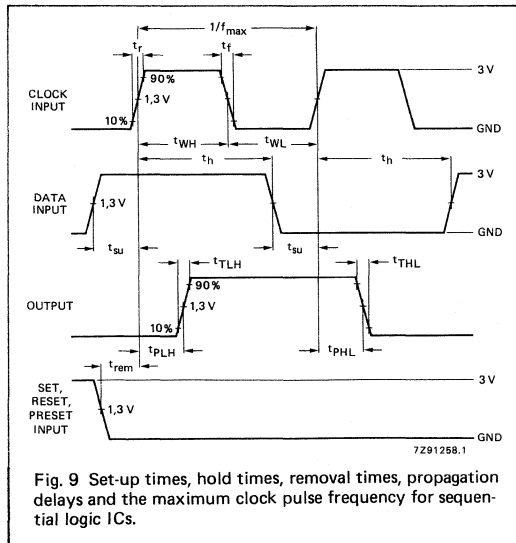 1/fmax
tr
tf
3 V
90%
CLOCK
INPUT
1,3 V
10%
GND
tWH
tWL
th
th
3 V
DATA
INPUT
1,3 V
GND
tsu
tsu
tTLH
tTHL
90%
OUTPUT
1,3 V
10%
tPLH
tPHL
trem
3 V
SET,
RESET,
PRESET
INPUT
1,3 V
GND
7Z91258.1
Fig. 9 Set-up times, hold times, removal times, propagation
delays and the maximum clock pulse frequency for sequen-
tial logic ICs.